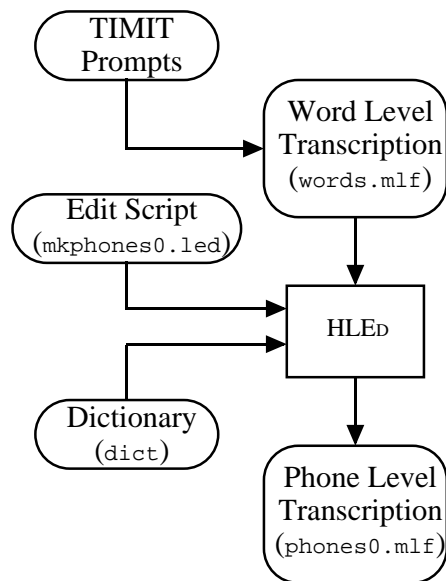 TIMIT
Prompts
Word Level
Transcription
(words.mlf)
Edit Script
(mkphones0.led)
HLED
Dictionary
(dict)
Phone Level
Transcription
(phones0.mlf)